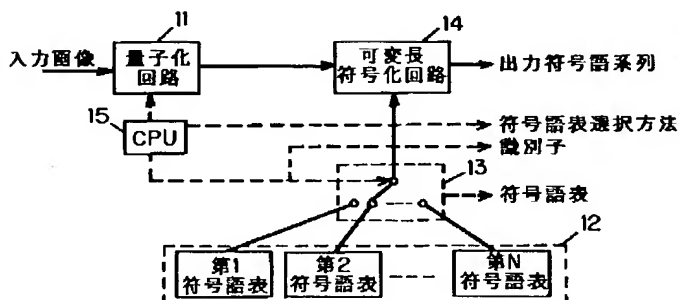 11
14
入力画像
量子化
回路
可変長
符号化回路
出力符号語系列
15
CPU
符号語表選択方法
識別子
13
符号語表
12
第1
符号語表
第2
符号語表
第N
符号語表